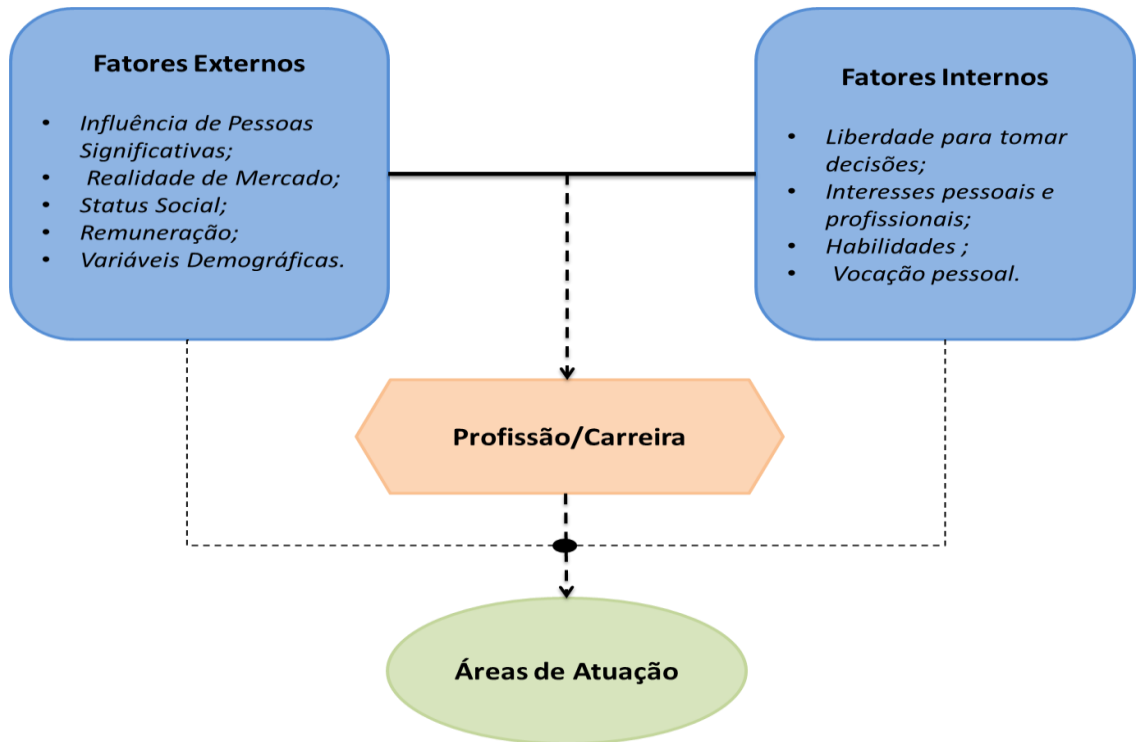 Fatores Externos
• Influência de Pessoas
Significativas;
• Realidade de Mercado;
• Status Social;
• Remuneração;
• Variáveis Demográficas.
Fatores Internos
• Liberdade para tomar
decisões;
• Interesses pessoais e
profissionais;
• Habilidades ;
• Vocação pessoal.
Profissão/Carreira
Áreas de Atuação